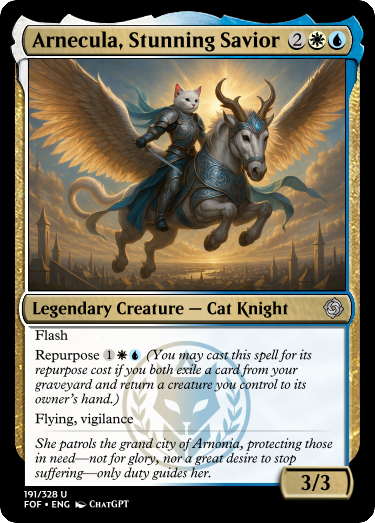 Arnecula, Stunning Savior 2
Legendary Creature — Cat Knight
Flash
Repurpose 1 (You may cast this spell for its
repurpose cost if you both exile a card from your
graveyard and return a creature you control to its
owner's hand.)
Flying, vigilance
She patrols the grand city of Arnonia, protecting those
in need—not for glory, nor a great desire to stop
suffering—only duty guides her.
3/3
191/328 U
FOF • ENG ChatGPT